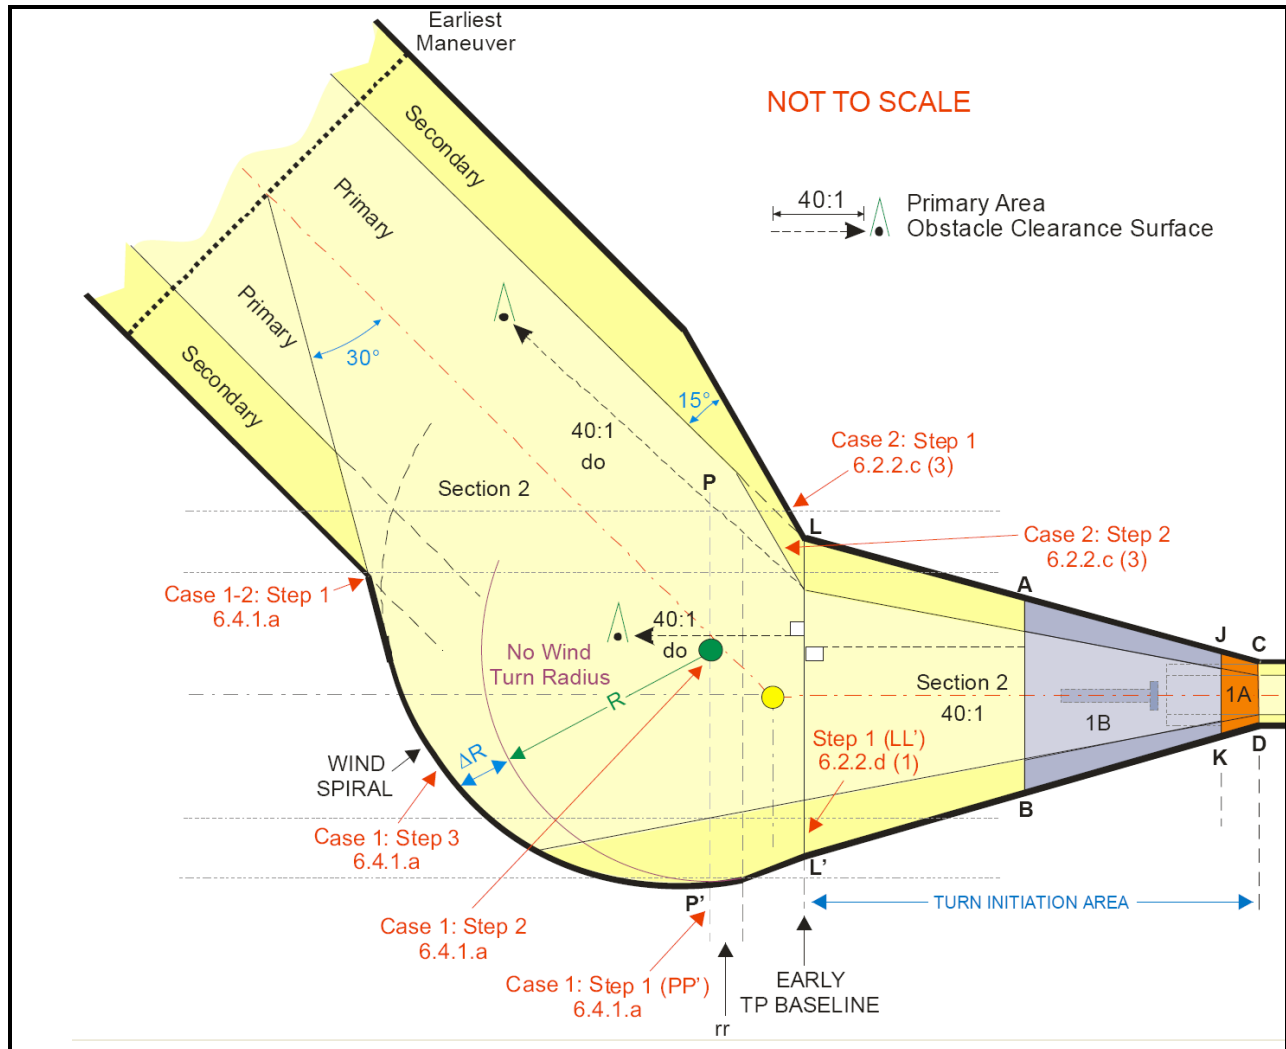 Earliest
Maneuver
NOT TO SCALE
40:1
Primary Area
Obstacle Clearance Surface
Secondary
Primary
Primary
Secondary
30°
15°
40:1
do
Case 2: Step 1
6.2.2.c (3)
Section 2
P
L
Case 2: Step 2
6.2.2.c (3)
A
Case 1-2: Step 1
6.4.1.a
40:1
do
J
C
No Wind
Turn Radius
R
Section 2
40:1
1A
1B
Step 1 (LL’)
6.2.2.d (1)
K
D
ΔR
WIND
SPIRAL
B
Case 1: Step 3
6.4.1.a
L’
P’
TURN INITIATION AREA
Case 1: Step 2
6.4.1.a
Case 1: Step 1 (PP’)
6.4.1.a
EARLY
TP BASELINE
rr